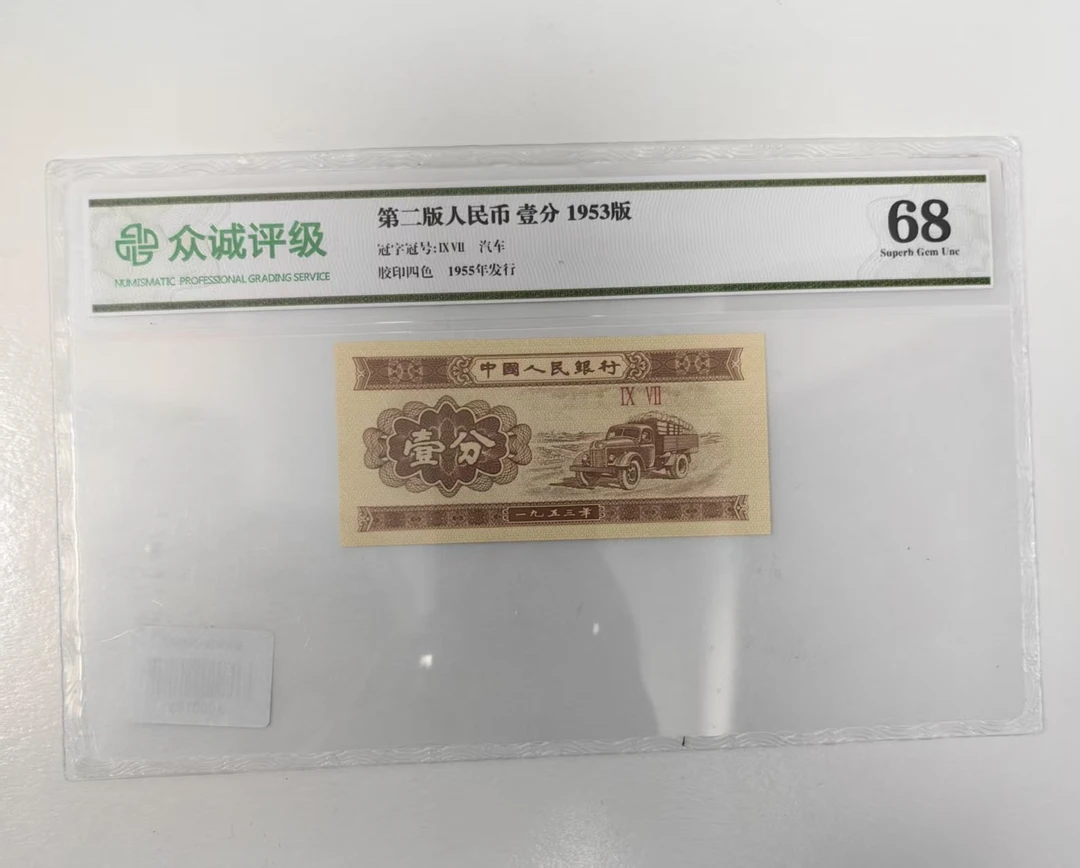 众诚评级
NUMISMATIC PROFESSIONAL GRADING SERVICE
第二版人民币 壹分 1953版
冠字冠号:IX VII 汽车
胶印四色 1955年发行
68
Superb Gem Unc
中國人民銀行
IX VII
壹分
一九五三年